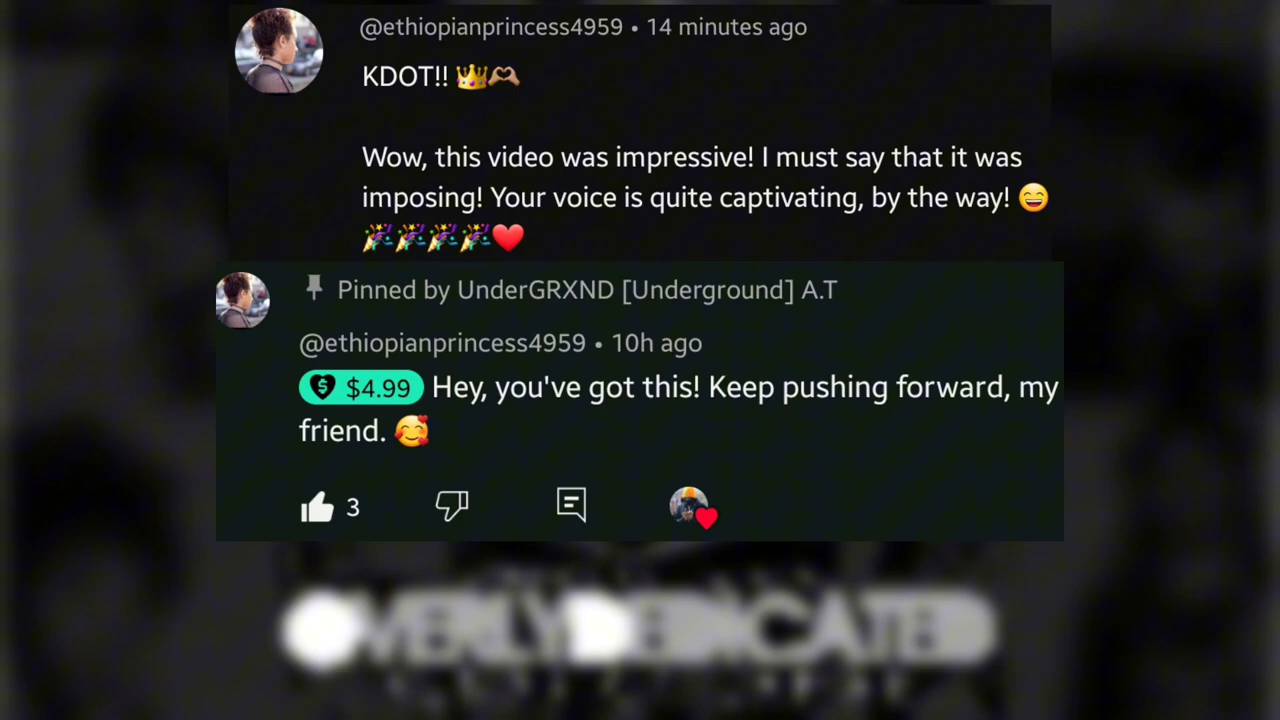 @ethiopianprincess4959 • 14 minutes ago
KDOT!! 👑🫶🏽
Wow, this video was impressive! I must say that it was
imposing! Your voice is quite captivating, by the way! 😄
🎉🎉🎉🎉❤️
Pinned by UnderGRXND [Underground] A.T
@ethiopianprincess4959 • 10h ago
$4.99 Hey, you've got this! Keep pushing forward, my
friend. 🥰
3
OVERLY DEDICATED